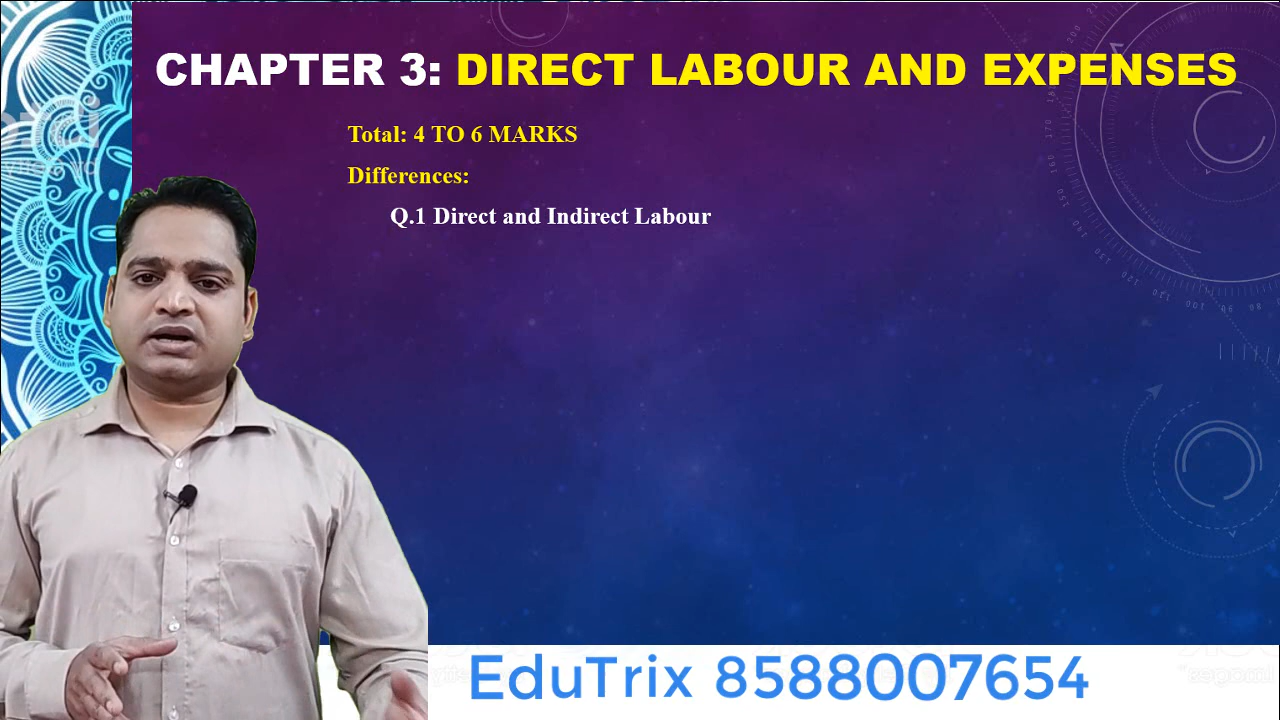 CHAPTER 3: DIRECT LABOUR AND EXPENSES
Total: 4 TO 6 MARKS
Differences:
Q.1 Direct and Indirect Labour
EduTrix 8588007654